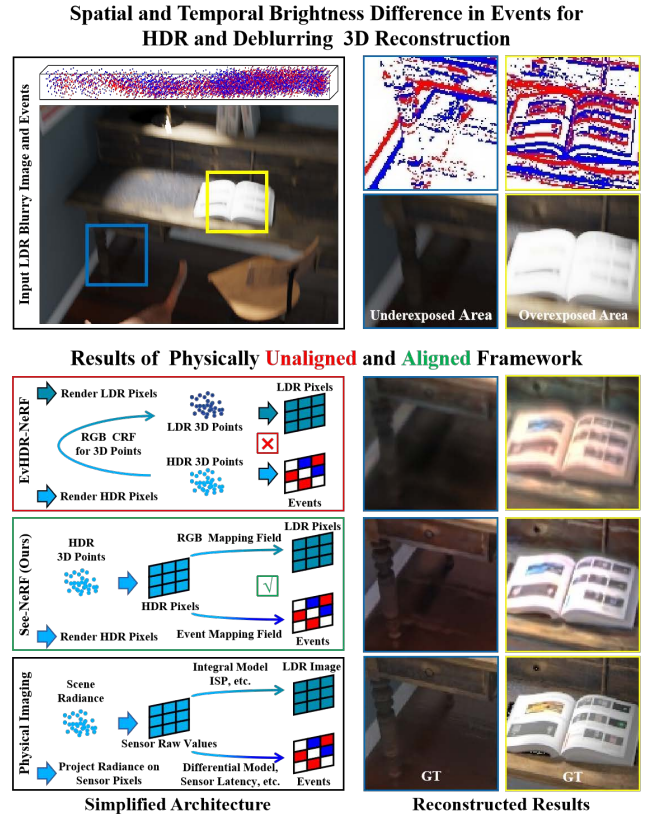 Spatial and Temporal Brightness Difference in Events for
HDR and Deblurring 3D Reconstruction
Input LDR Blurry Image and Events
Underexposed Area
Overexposed Area
Results of Physically Unaligned and Aligned Framework
EvHDR-NeRF
Render LDR Pixels
LDR Pixels
RGB CRF
for 3D Points
LDR 3D Points
HDR 3D Points
Render HDR Pixels
Events
See-NeRF (Ours)
HDR
3D Points
RGB Mapping Field
LDR Pixels
HDR Pixels
√
Render HDR Pixels
Event Mapping Field
Events
Physical Imaging
Scene
Radiance
Integral Model
ISP, etc.
LDR Image
Sensor Raw Values
Project Radiance on
Sensor Pixels
Differential Model,
Sensor Latency, etc.
Events
GT
GT
Simplified Architecture
Reconstructed Results